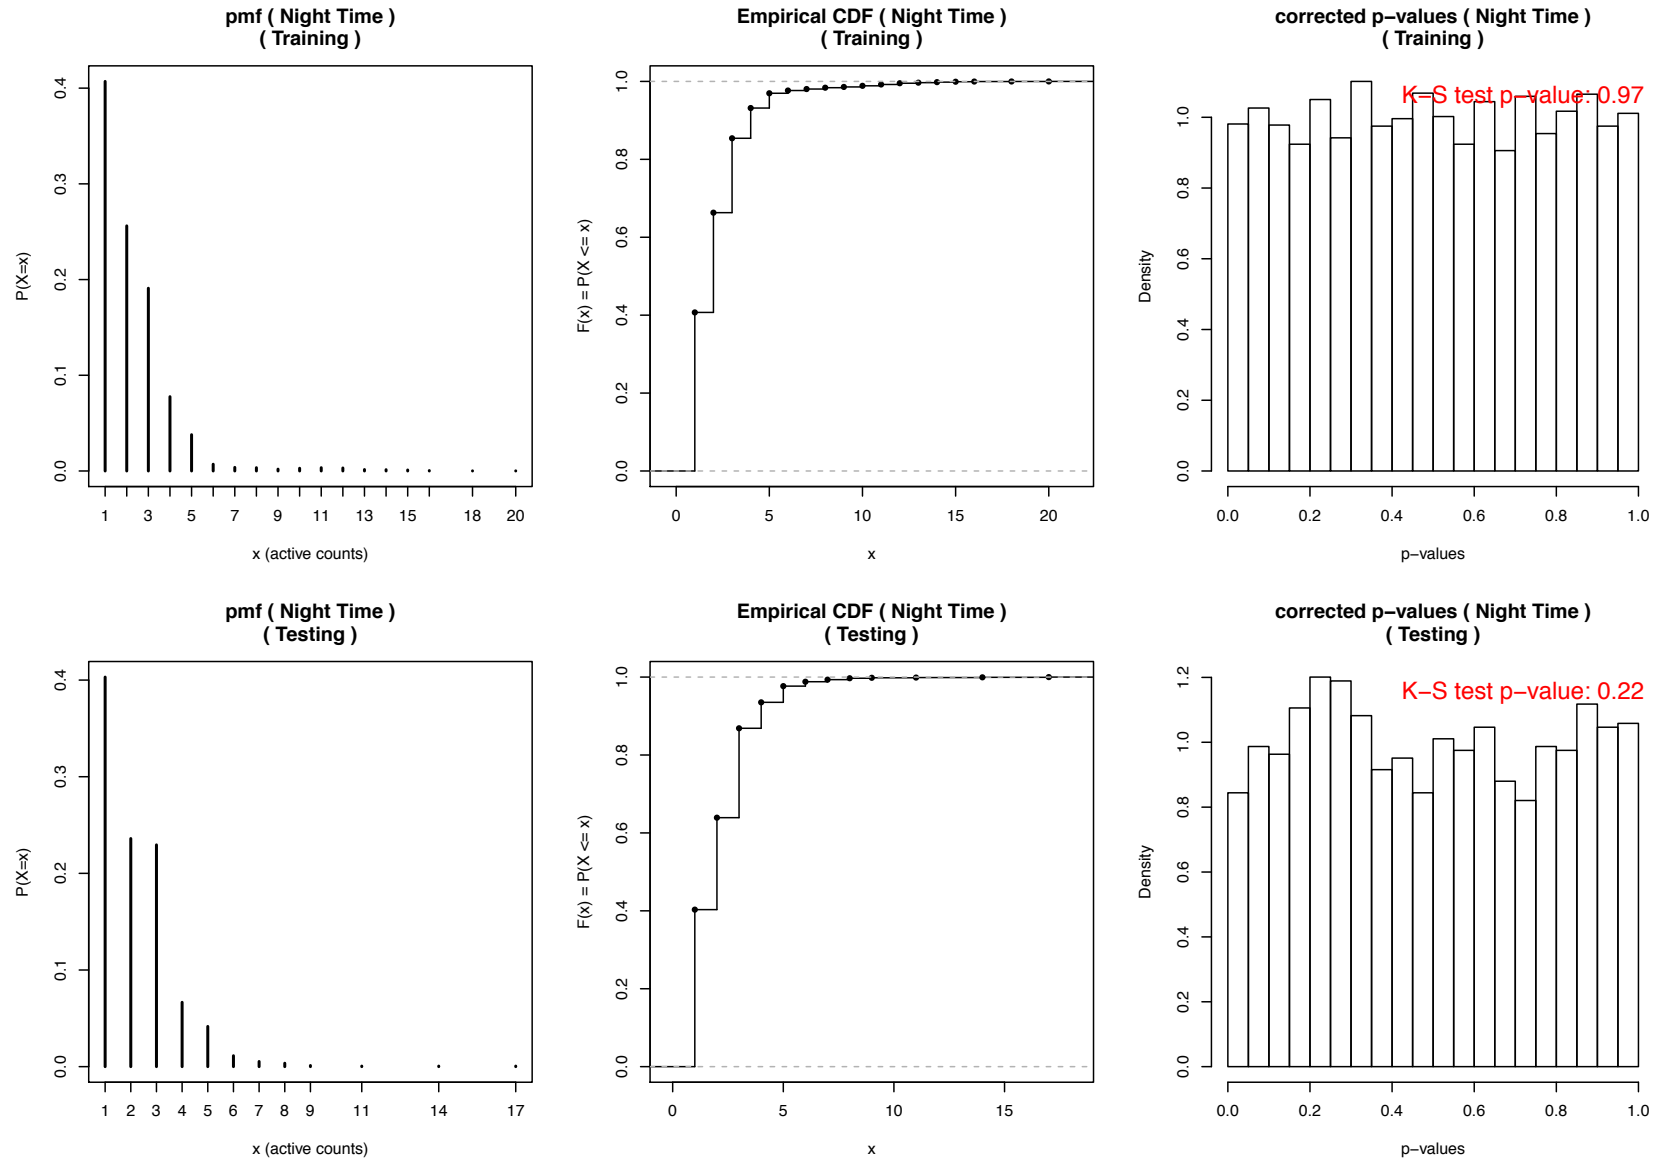 pmf ( Night Time )
( Training )
P(X=x)
0.0 0.1 0.2 0.3 0.4
1 3 5 7 9 11 13 15 18 20
x (active counts)
Empirical CDF ( Night Time )
( Training )
F(x) = P(X <= x)
0.0 0.2 0.4 0.6 0.8 1.0
0 5 10 15 20
x
corrected p−values ( Night Time )
( Training )
K−S test p−value: 0.97
Density
0.0 0.2 0.4 0.6 0.8 1.0
0.0 0.2 0.4 0.6 0.8 1.0
p−values
pmf ( Night Time )
( Testing )
P(X=x)
0.0 0.1 0.2 0.3 0.4
1 2 3 4 5 6 7 8 9 11 14 17
x (active counts)
Empirical CDF ( Night Time )
( Testing )
F(x) = P(X <= x)
0.0 0.2 0.4 0.6 0.8 1.0
0 5 10 15
x
corrected p−values ( Night Time )
( Testing )
K−S test p−value: 0.22
Density
0.0 0.2 0.4 0.6 0.8 1.0 1.2
0.0 0.2 0.4 0.6 0.8 1.0
p−values